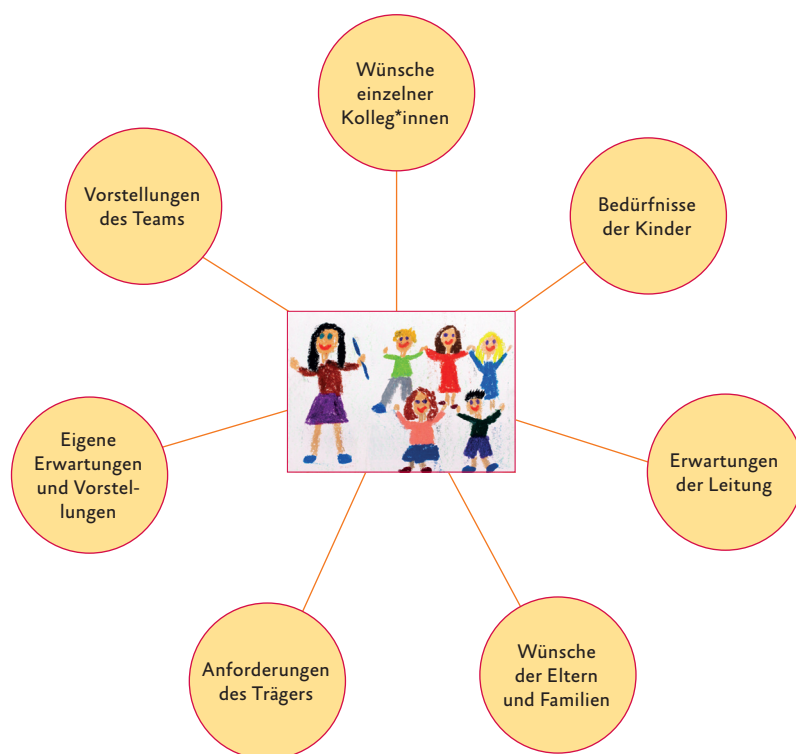 Wünsche
einzelner
Kolleg*innen
Vorstellungen
des Teams
Bedürfnisse
der Kinder
Eigene
Erwartungen
und Vorstel-
lungen
Erwartungen
der Leitung
Anforderungen
des Trägers
Wünsche
der Eltern
und Familien